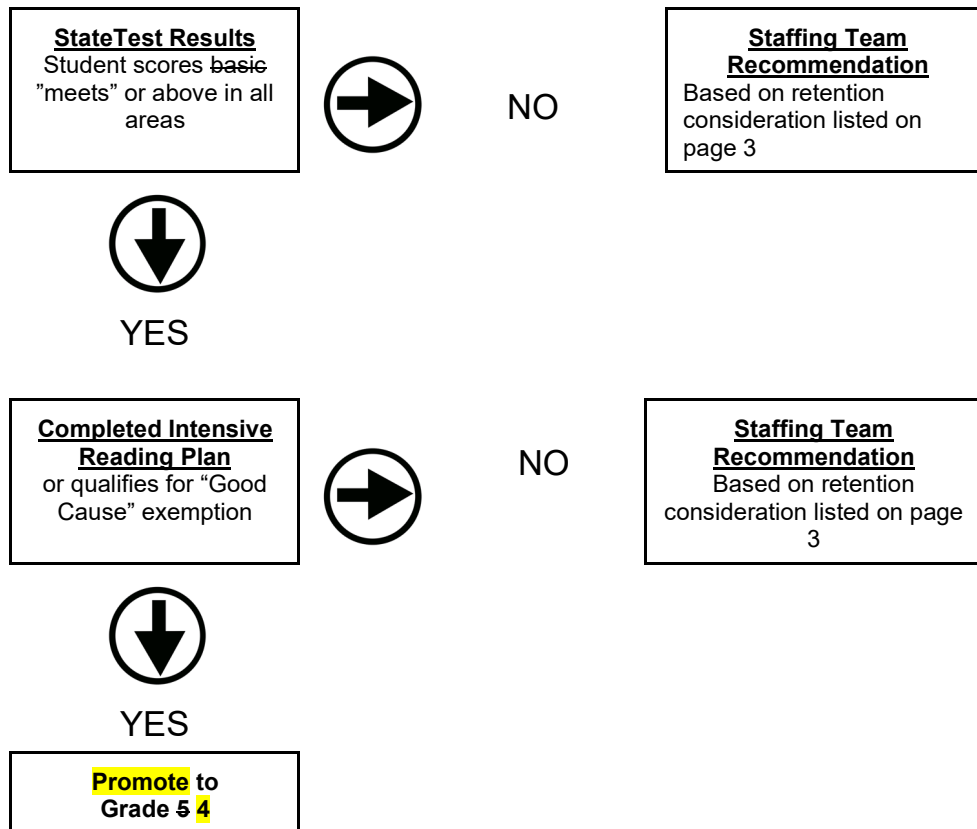 StateTest Results
Student scores basic
"meets" or above in all
areas
NO
Staffing Team
Recommendation
Based on retention
consideration listed on
page 3
YES
Completed Intensive
Reading Plan
or qualifies for “Good
Cause” exemption
NO
Staffing Team
Recommendation
Based on retention
consideration listed on page
3
YES
Promote to
Grade 5 4